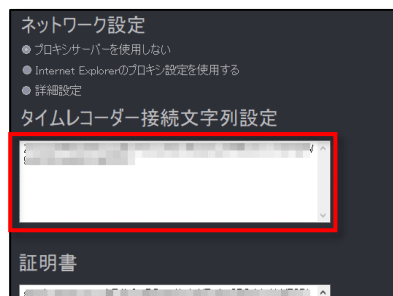 ネットワーク設定
プロキシサーバーを使用しない
Internet Explorerのプロキシ設定を使用する
詳細設定
タイムレコーダー接続文字列設定
証明書